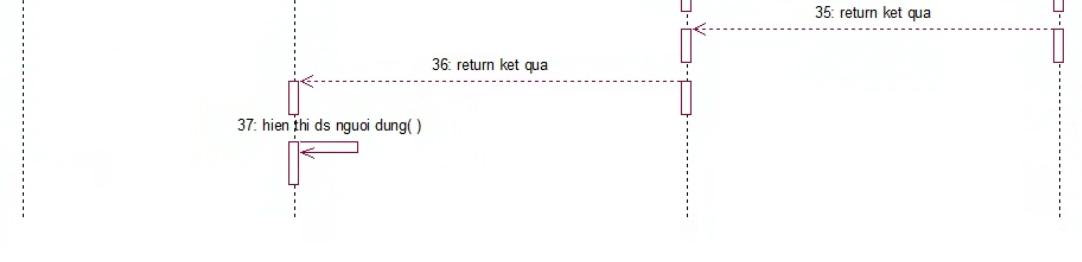 35: return ket qua
36: return ket qua
37: hien thi ds nguoi dung( )